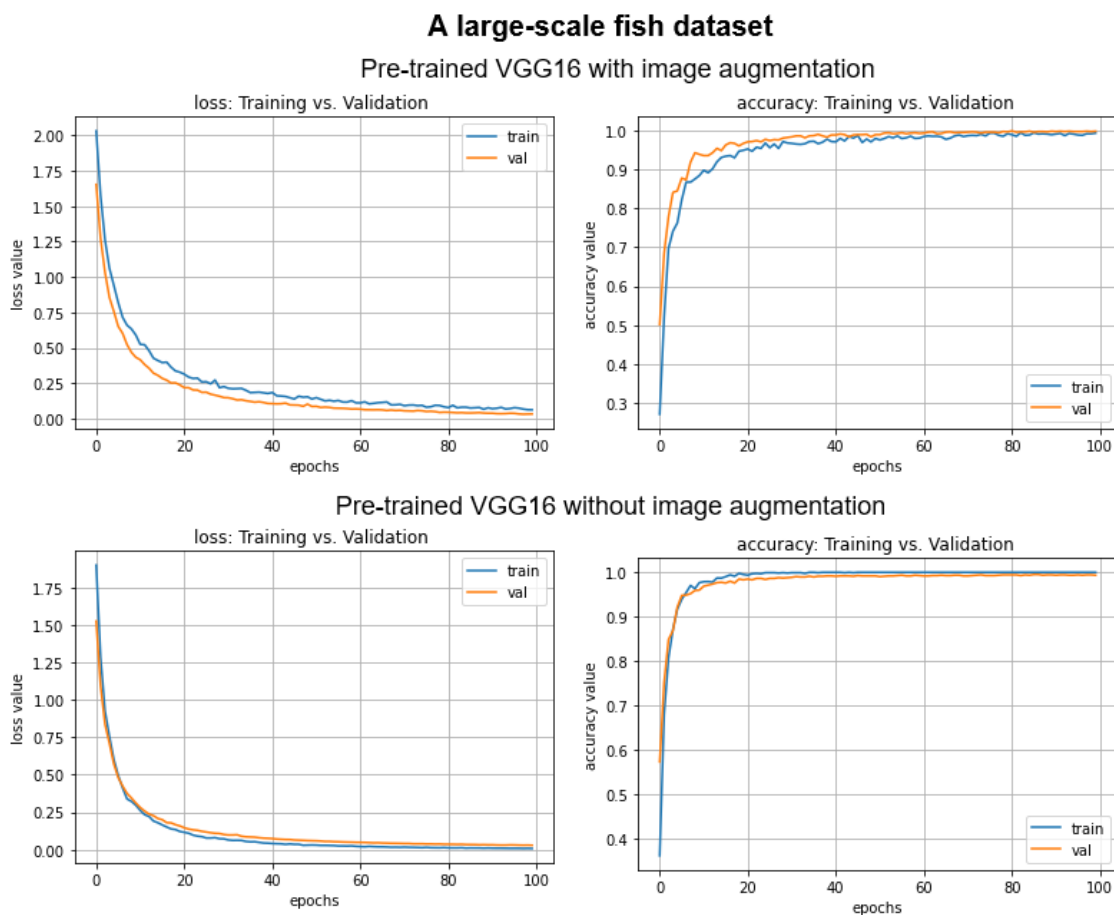 A large-scale fish dataset
Pre-trained VGG16 with image augmentation
loss: Training vs. Validation
2.00
1.75
1.50
1.25
1.00
0.75
0.50
0.25
0.00
loss value
train
val
0 20 40 60 80 100
epochs
accuracy: Training vs. Validation
1.0
0.9
0.8
0.7
0.6
0.5
0.4
0.3
accuracy value
train
val
0 20 40 60 80 100
epochs
Pre-trained VGG16 without image augmentation
loss: Training vs. Validation
1.75
1.50
1.25
1.00
0.75
0.50
0.25
0.00
loss value
train
val
0 20 40 60 80 100
epochs
accuracy: Training vs. Validation
1.0
0.9
0.8
0.7
0.6
0.5
0.4
accuracy value
train
val
0 20 40 60 80 100
epochs